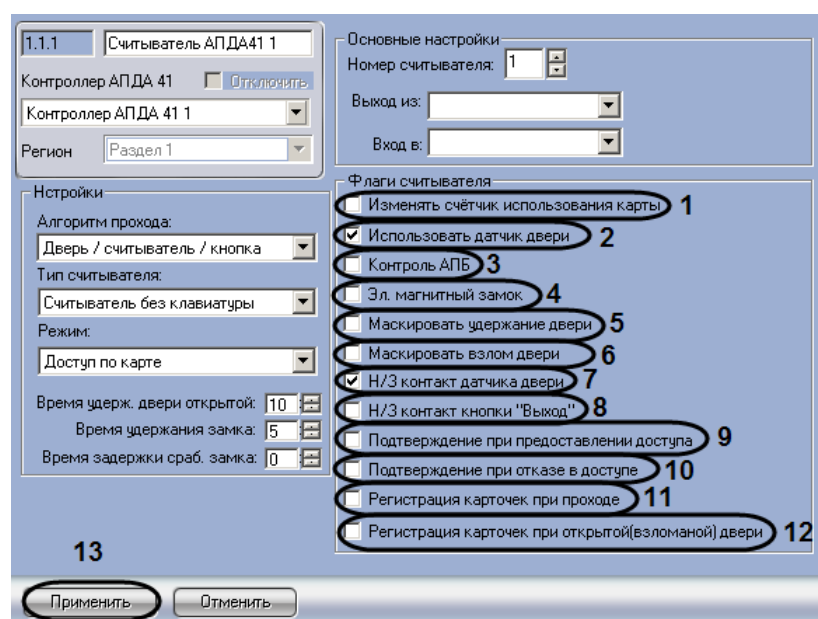 1.1.1
Считыватель АПДА41 1
Контроллер АПДА 41
Отключить
Контроллер АПДА 41 1
Регион
Раздел 1
Нстройки
Алгоритм прохода:
Дверь / считыватель / кнопка
Тип считывателя:
Считыватель без клавиатуры
Режим:
Доступ по карте
Время удерж. двери открытой: 10
Время удержания замка: 5
Время задержки сраб. замка: 0
Основные настройки
Номер считывателя: 1
Выход из:
Вход в:
Флаги считывателя
Изменять счётчик использования карты 1
Использовать датчик двери 2
Контроль АПБ 3
Эл. магнитный замок 4
Маскировать удержание двери 5
Маскировать взлом двери 6
Н/З контакт датчика двери 7
Н/З контакт кнопки "Выход" 8
Подтверждение при предоставлении доступа 9
Подтверждение при отказе в доступе 10
Регистрация карточек при проходе 11
Регистрация карточек при открытой(взломаной) двери 12
13
Применить
Отменить